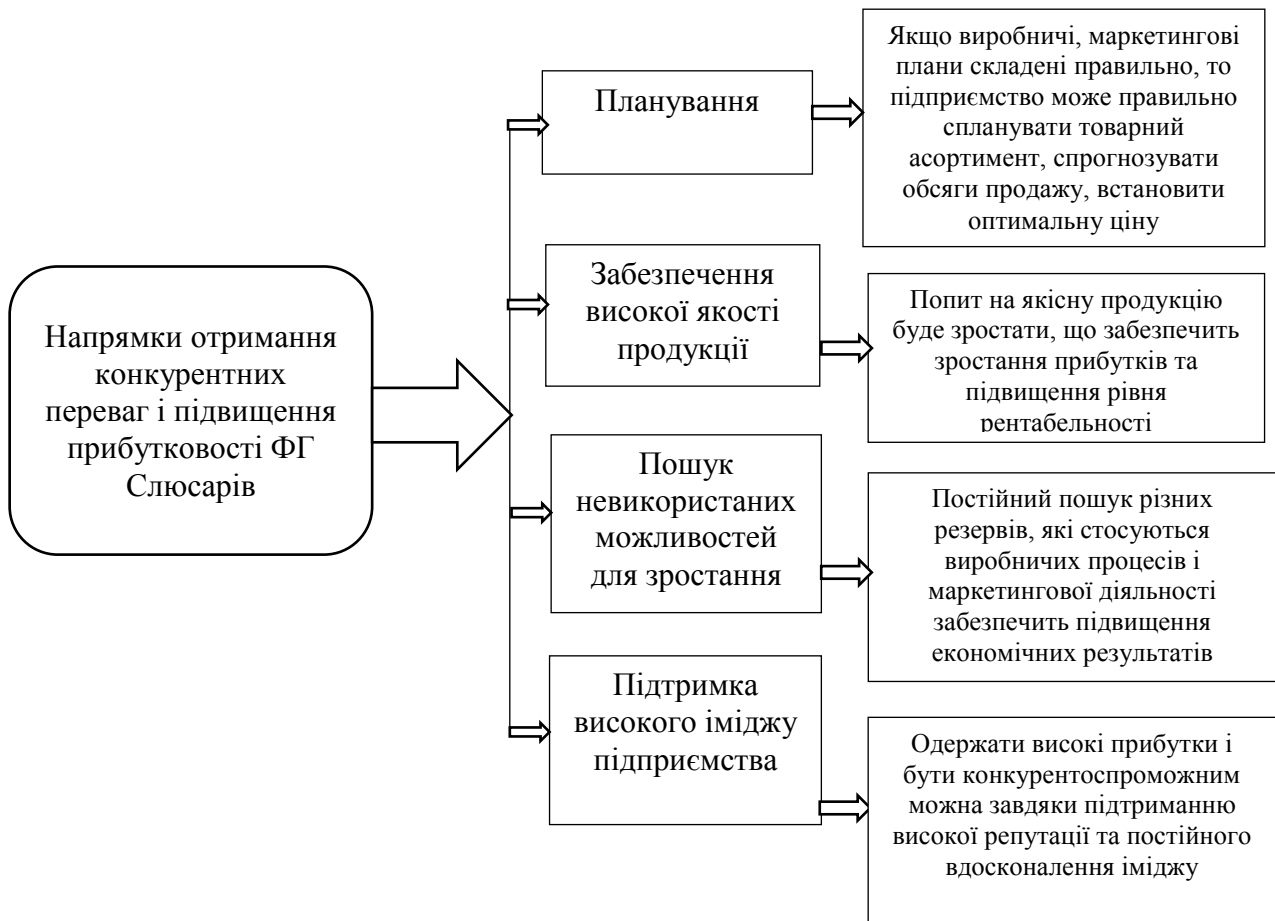 Напрямки отримання
конкурентних
переваг і підвищення
прибутковості ФГ
Слюсарів
Планування
Якщо виробничі, маркетингові
плани складені правильно, то
підприємство може правильно
спланувати товарний
асортимент, спрогнозувати
обсяги продажу, встановити
оптимальну ціну
Забезпечення
високої якості
продукції
Попит на якісну продукцію
буде зростати, що забезпечить
зростання прибутків та
підвищення рівня
рентабельності
Пошук
невикористаних
можливостей
для зростання
Постійний пошук різних
резервів, які стосуються
виробничих процесів і
маркетингової діяльності
забезпечить підвищення
економічних результатів
Підтримка
високого іміджу
підприємства
Одержати високі прибутки і
бути конкурентоспроможним
можна завдяки підтриманню
високої репутації та постійного
вдосконалення іміджу